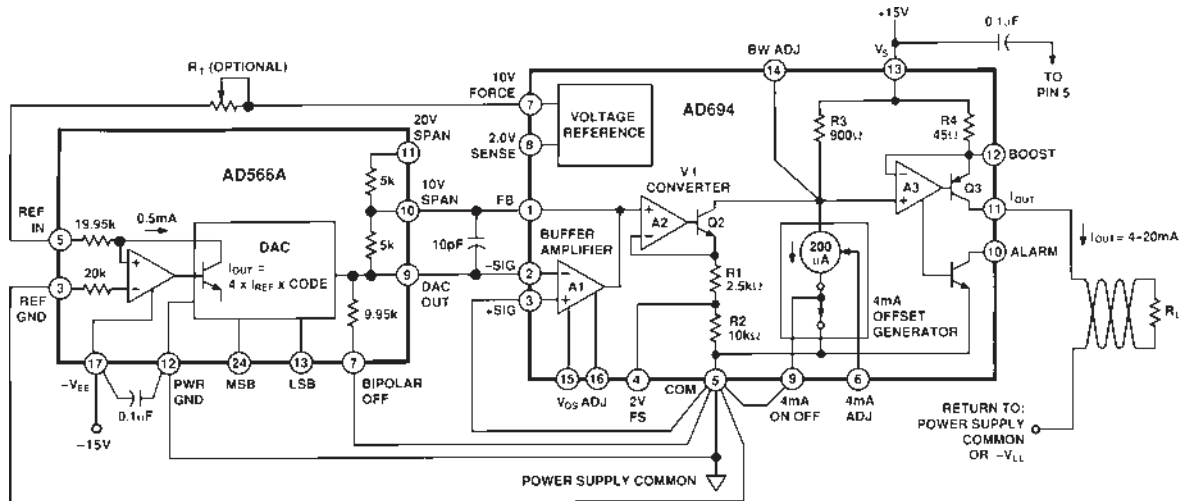 +15V
0.1uF
TO
PIN 5
BW ADJ
VS
14
13
RT (OPTIONAL)
10V
FORCE
7
VOLTAGE
REFERENCE
2.0V
SENSE
8
AD694
R3
900Ω
R4
45Ω
12
BOOST
A3
Q3
IOUT
11
IOUT = 4-20mA
10
ALARM
RL
20V
SPAN
11
AD566A
5k
10V
SPAN
10
5k
FB
1
10pF
V I
CONVERTER
A2
Q2
BUFFER
AMPLIFIER
-SIG
2
A1
+SIG
3
R1
2.5kΩ
R2
10kΩ
200
uA
4mA
OFFSET
GENERATOR
REF
IN
5
19.95k
0.5mA
DAC
IOUT =
4 x IREF x CODE
20k
3
REF
GND
9
DAC
OUT
9.95k
17
12
24
13
7
-VEE
PWR
GND
MSB
LSB
BIPOLAR
OFF
0.1uF
-15V
15
16
4
5
9
6
VOS ADJ
2V
FS
COM
4mA
ON OFF
4mA
ADJ
POWER SUPPLY COMMON
RETURN TO:
POWER SUPPLY
COMMON
OR -VLL